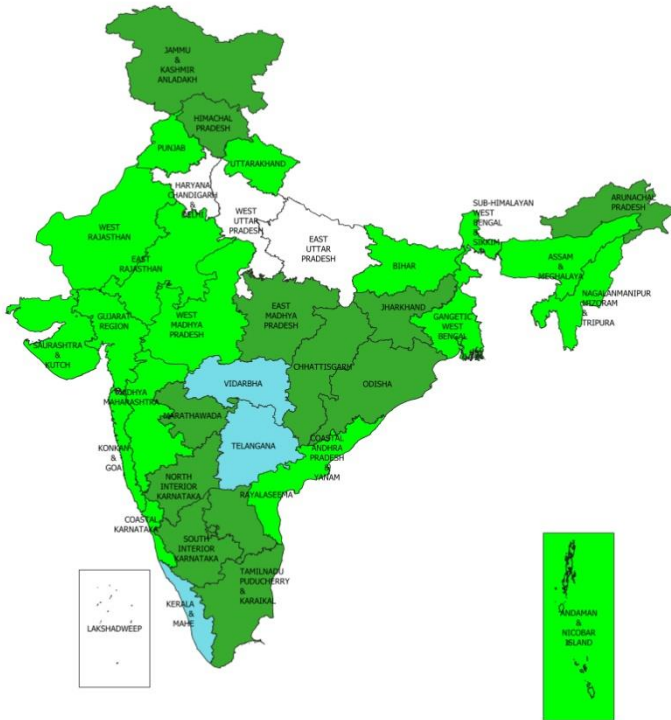 JAMMU
&
KASHMIR
ANLADAKH
HIMACHAL
PRADESH
PUNJAB
UTTARAKHAND
HARYANA
CHANDIGARH
&
DELHI
WEST
UTTAR
PRADESH
EAST
UTTAR
PRADESH
SUB-HIMALAYAN
WEST
BENGAL
&
SIKKIM
ARUNACHAL
PRADESH
ASSAM
&
MEGHALAYA
NAGALANMANIPUR
MIZORAM
&
TRIPURA
WEST
RAJASTHAN
EAST
RAJASTHAN
BIHAR
JHARKHAND
GANGETIC
WEST
BENGAL
GUJARAT
REGION
SAURASHTRA
&
KUTCH
WEST
MADHYA
PRADESH
EAST
MADHYA
PRADESH
CHHATTISGARH
ODISHA
VIDARBHA
MADHYA
MAHARASHTRA
MARATHAWADA
KONKAN
&
GOA
TELANGANA
COASTAL
ANDHRA
PRADESH
&
YANAM
NORTH
INTERIOR
KARNATAKA
RAYALASEEMA
COASTAL
KARNATAKA
SOUTH
INTERIOR
KARNATAKA
TAMILNADU
PUDUCHERRY
&
KARAIKAL
KERALA
&
MAHE
LAKSHADWEEP
ANDAMAN
&
NICOBAR
ISLAND